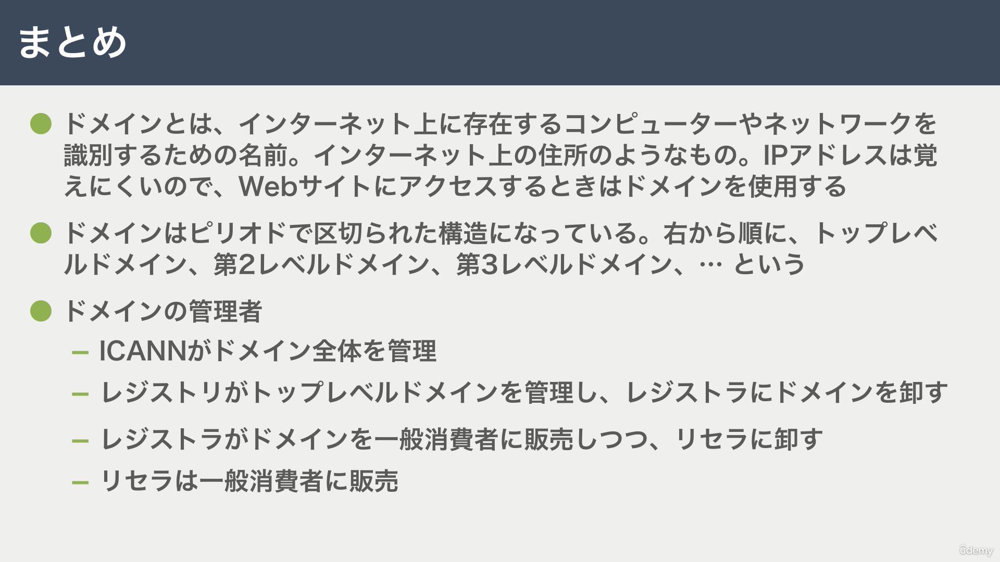 まとめ
ドメインとは、インターネット上に存在するコンピューターやネットワークを
識別するための名前。インターネット上の住所のようなもの。IPアドレスは覚
えにくいので、Webサイトにアクセスするときはドメインを使用する
ドメインはピリオドで区切られた構造になっている。右から順に、トップレベ
ルドメイン、第2レベルドメイン、第3レベルドメイン、… という
ドメインの管理者
– ICANNがドメイン全体を管理
– レジストリがトップレベルドメインを管理し、レジストラにドメインを卸す
– レジストラがドメインを一般消費者に販売しつつ、リセラに卸す
– リセラは一般消費者に販売
ûdemy